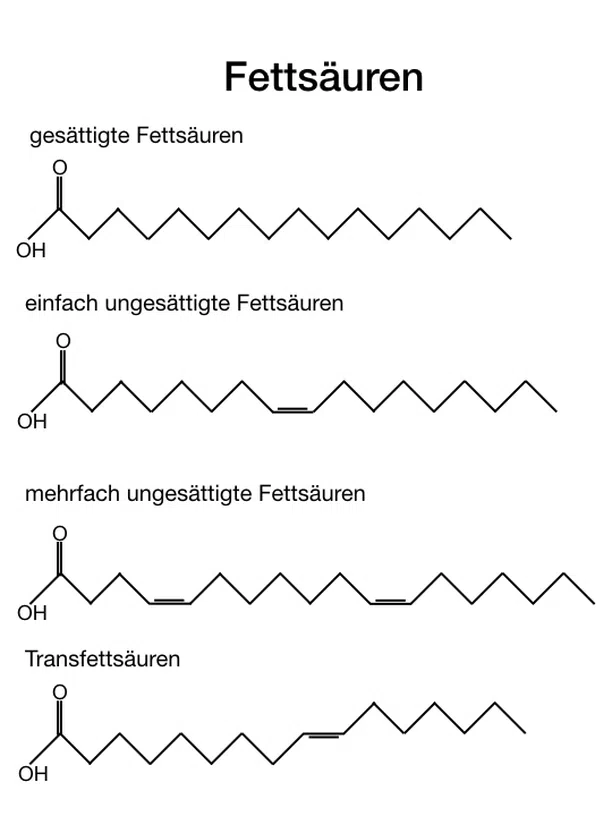 Fettsäuren
gesättigte Fettsäuren
O
OH
einfach ungesättigte Fettsäuren
O
OH
mehrfach ungesättigte Fettsäuren
O
OH
Transfettsäuren
O
OH